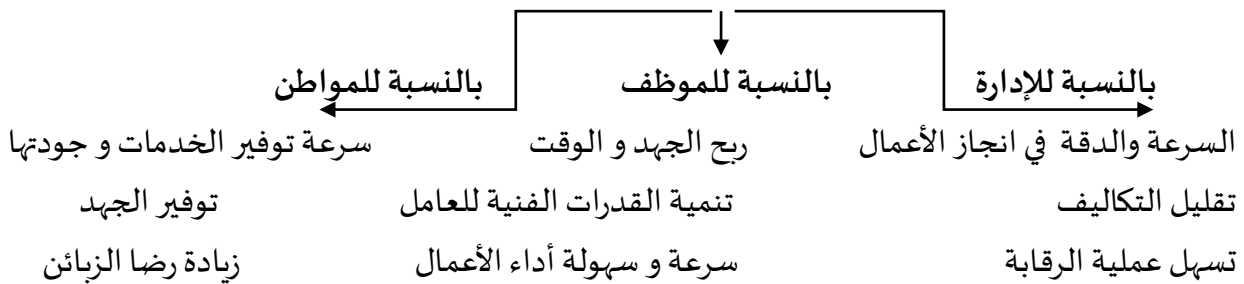 بالنسبة للإدارة بالنسبة للموظف بالنسبة للمواطن
السرعة والدقة في انجاز الأعمال ربح الجهد و الوقت سرعة توفير الخدمات و جودتها
تقليل التكاليف تنمية القدرات الفنية للعامل توفير الجهد
تسهل عملية الرقابة سرعة و سهولة أداء الأعمال زيادة رضا الزبائن